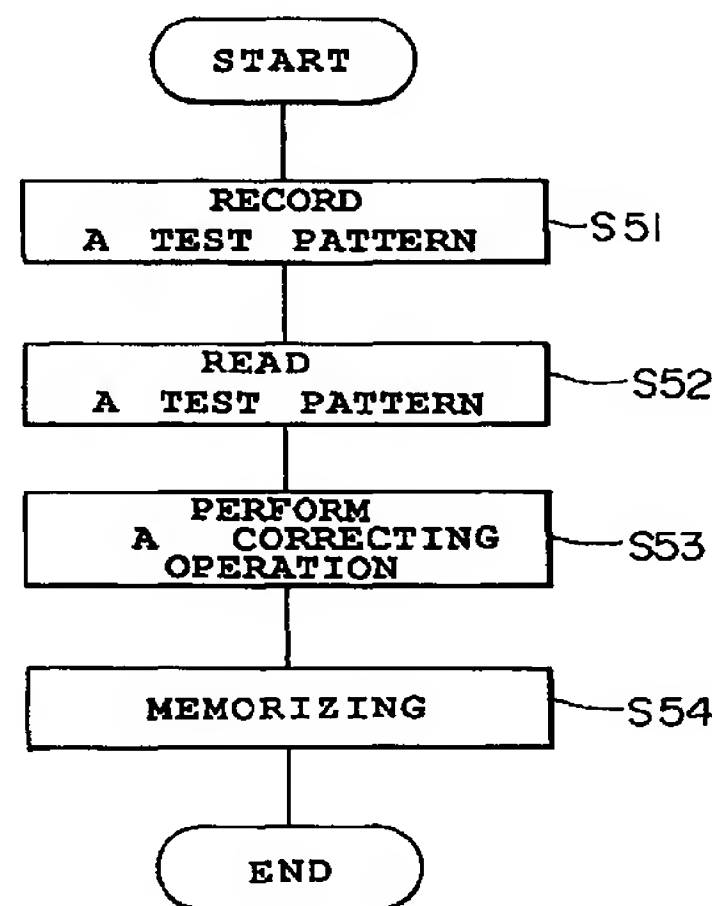 START
RECORD
A TEST PATTERN
S51
READ
A TEST PATTERN
S52
PERFORM
A CORRECTING
OPERATION
S53
MEMORIZING
S54
END